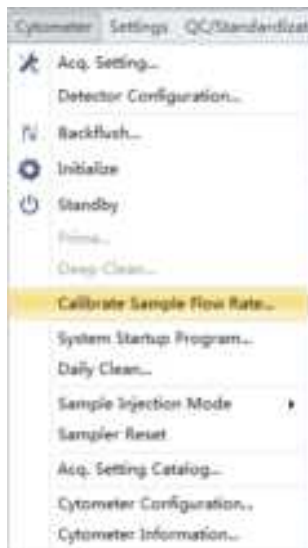 Cytometer Settings QC/Standardizat
Acq. Setting...
Detector Configuration...
Backflush...
Initialize
Standby
Prime...
Deep Clean...
Calibrate Sample Flow Rate...
System Startup Program...
Daily Clean...
Sample Injection Mode
Sampler Reset
Acq. Setting Catalog...
Cytometer Configuration...
Cytometer Information...